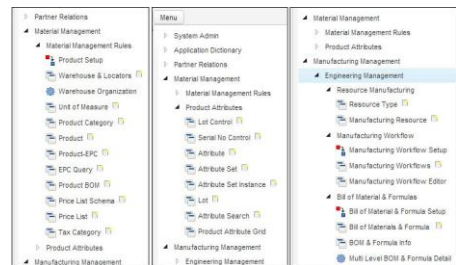 Partner Relations
Material Management
Material Management Rules
Product Setup
Warehouse & Locators
Warehouse Organization
Unit of Measure
Product Category
Product
Product-EPC
EPC Query
Product BOM
Price List Schema
Price List
Tax Category
Product Attributes
Manufacturing Management
Menu
System Admin
Application Dictionary
Partner Relations
Material Management
Material Management Rules
Product Attributes
Lot Control
Serial No Control
Attribute
Attribute Set
Attribute Set Instance
Lot
Attribute Search
Product Attribute Grid
Manufacturing Management
Engineering Management
Material Management
Material Management Rules
Product Attributes
Manufacturing Management
Engineering Management
Resource Manufacturing
Resource Type
Manufacturing Resource
Manufacturing Workflow
Manufacturing Workflow Setup
Manufacturing Workflows
Manufacturing Workflow Editor
Bill of Material & Formulas
Bill of Material & Formula Setup
Bill of Materials & Formula
BOM & Formula Info
Multi Level BOM & Formula Detail